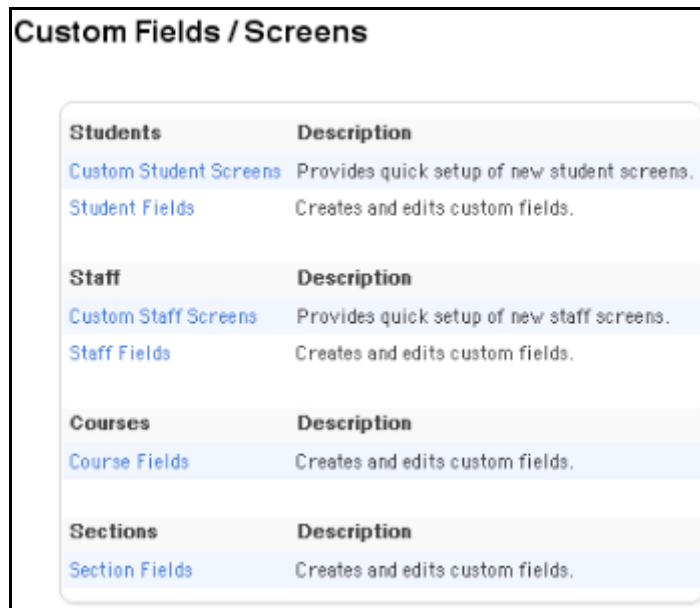 Custom Fields / Screens
Students Description
Custom Student Screens Provides quick setup of new student screens.
Student Fields Creates and edits custom fields.
Staff Description
Custom Staff Screens Provides quick setup of new staff screens.
Staff Fields Creates and edits custom fields.
Courses Description
Course Fields Creates and edits custom fields.
Sections Description
Section Fields Creates and edits custom fields.